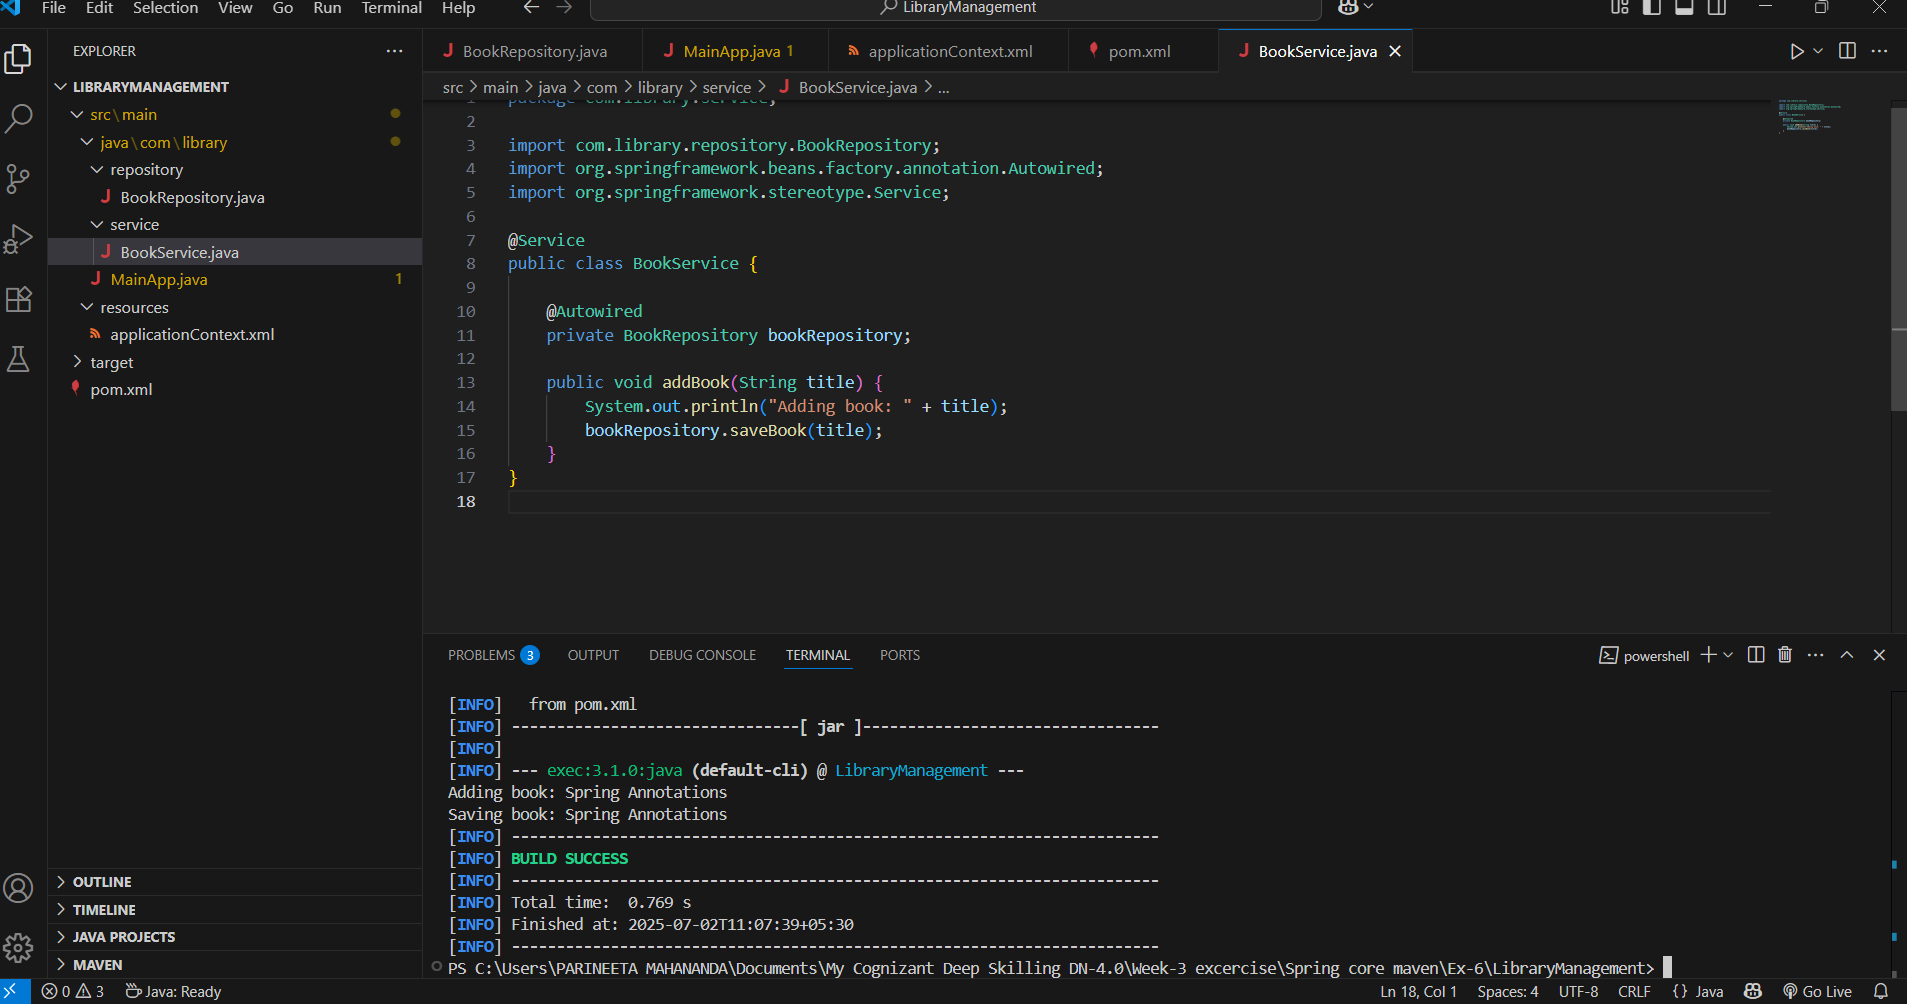 File Edit Selection View Go Run Terminal Help
LibraryManagement
EXPLORER
LIBRARYMANAGEMENT
src\main
java\com\library
repository
BookRepository.java
service
BookService.java
MainApp.java 1
resources
applicationContext.xml
target
pom.xml
OUTLINE
TIMELINE
JAVA PROJECTS
MAVEN
BookRepository.java MainApp.java 1 applicationContext.xml pom.xml BookService.java
src > main > java > com > library > service > BookService.java > ...
1 package com.library.service;
2
3 import com.library.repository.BookRepository;
4 import org.springframework.beans.factory.annotation.Autowired;
5 import org.springframework.stereotype.Service;
6
7 @Service
8 public class BookService {
9
10 @Autowired
11 private BookRepository bookRepository;
12
13 public void addBook(String title) {
14 System.out.println("Adding book: " + title);
15 bookRepository.saveBook(title);
16 }
17 }
18
PROBLEMS 3 OUTPUT DEBUG CONSOLE TERMINAL PORTS
powershell
[INFO] from pom.xml
[INFO] --------------------------------[ jar ]---------------------------------
[INFO]
[INFO] --- exec:3.1.0:java (default-cli) @ LibraryManagement ---
Adding book: Spring Annotations
Saving book: Spring Annotations
[INFO] ------------------------------------------------------------------------
[INFO] BUILD SUCCESS
[INFO] ------------------------------------------------------------------------
[INFO] Total time:  0.769 s
[INFO] Finished at: 2025-07-02T11:07:39+05:30
[INFO] ------------------------------------------------------------------------
PS C:\Users\PARINEETA MAHANANDA\Documents\My Cognizant Deep Skilling DN-4.0\Week-3 excercise\Spring core maven\Ex-6\LibraryManagement>
0 3 Java: Ready Ln 18, Col 1 Spaces: 4 UTF-8 CRLF {} Java Go Live